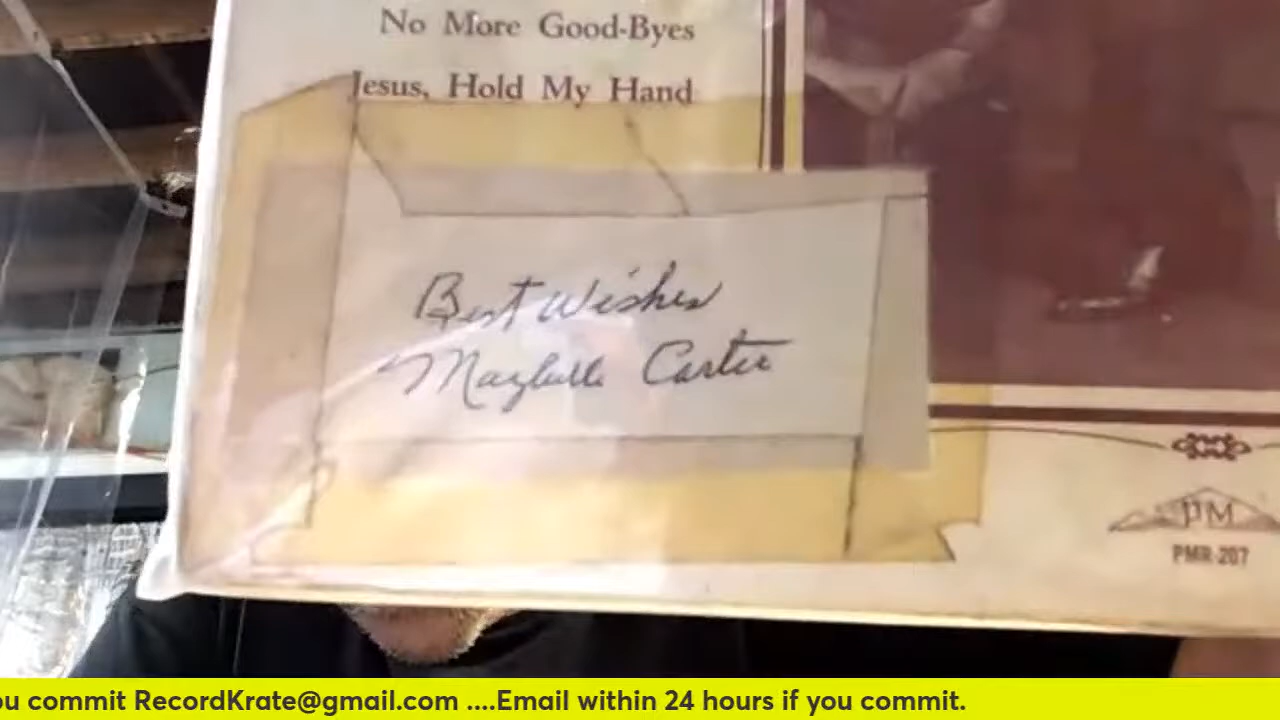 No More Good-Byes
Jesus, Hold My Hand
Best Wishes
Maybelle Carter
PM
PMR-207
ou commit RecordKrate@gmail.com ....Email within 24 hours if you commit.